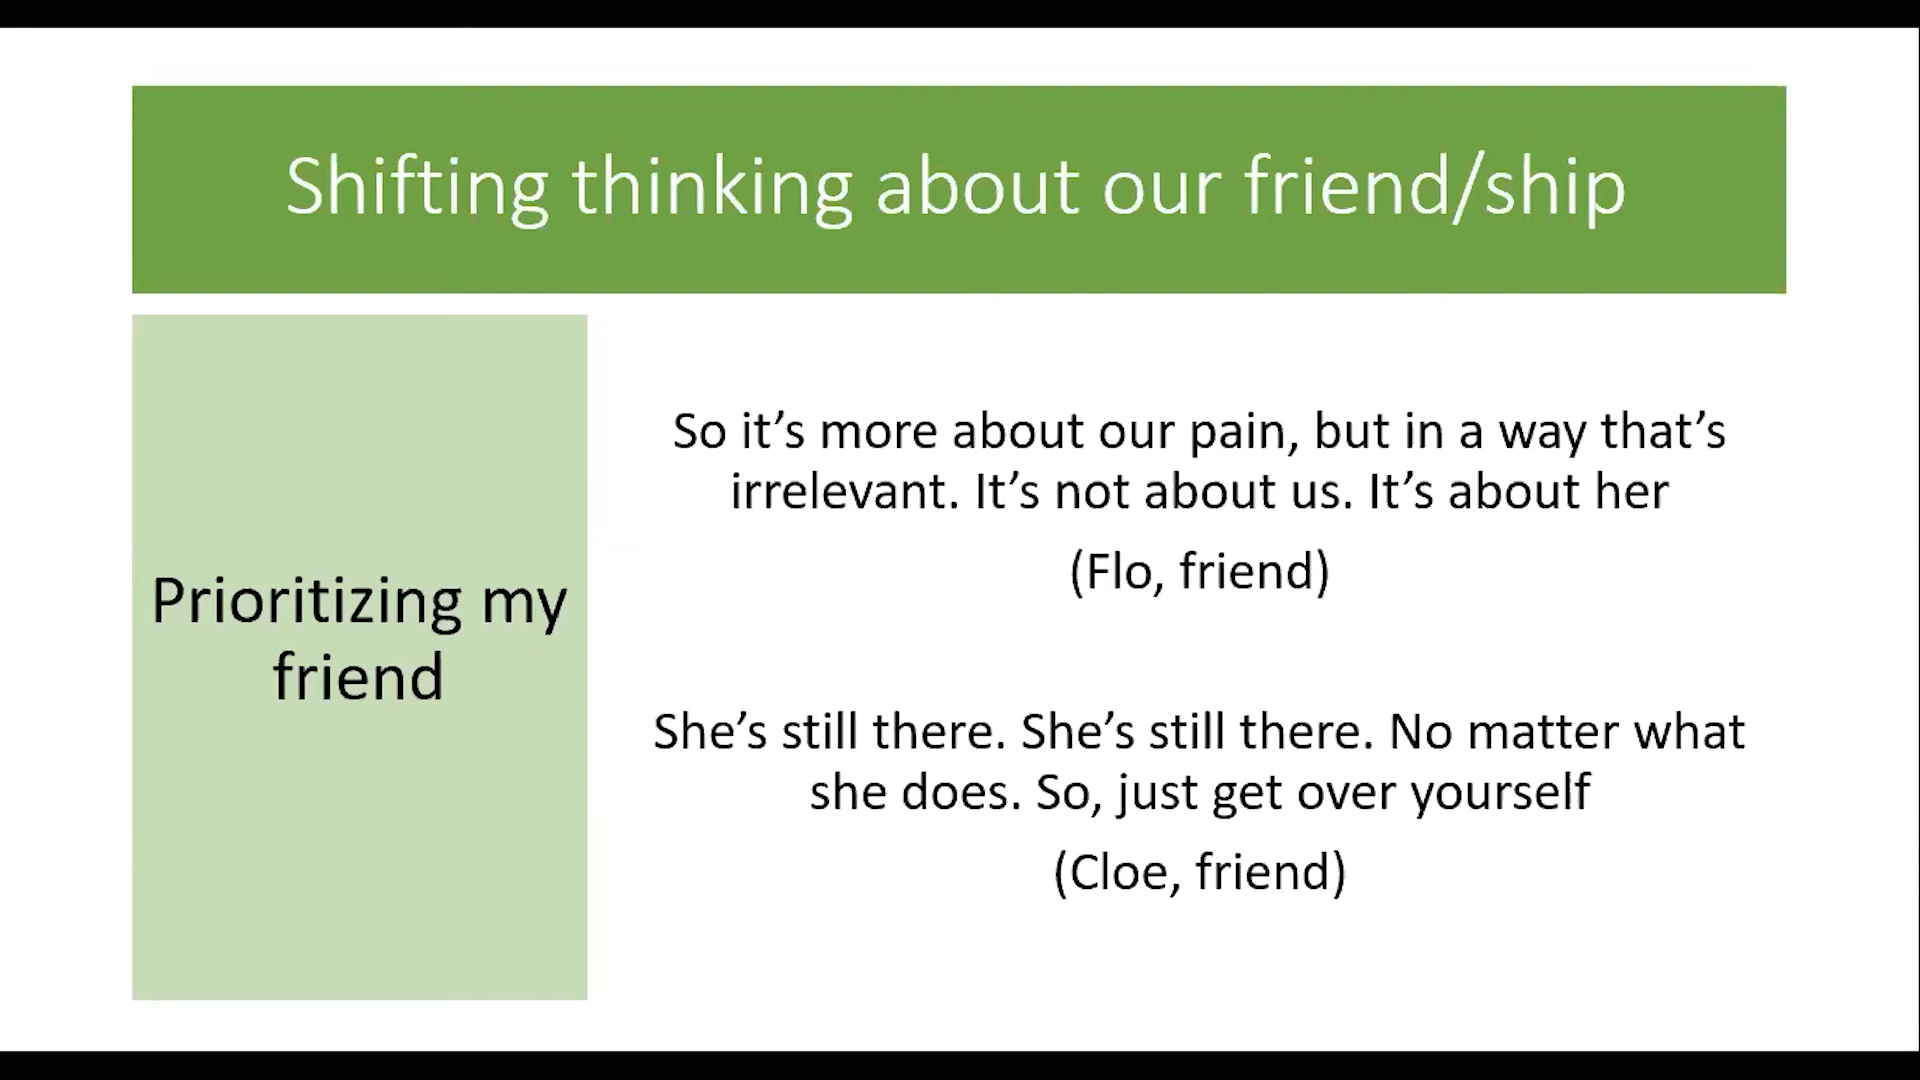 Shifting thinking about our friend/ship
Prioritizing my
friend
So it’s more about our pain, but in a way that’s
irrelevant. It’s not about us. It’s about her
(Flo, friend)
She’s still there. She’s still there. No matter what
she does. So, just get over yourself
(Cloe, friend)